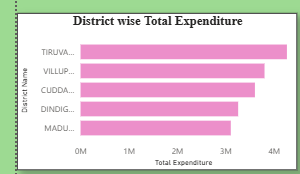 District wise Total Expenditure
District Name
TIRUVA...
VILLUP...
CUDDA...
DINDIG...
MADU...
0M 1M 2M 3M 4M
Total Expenditure